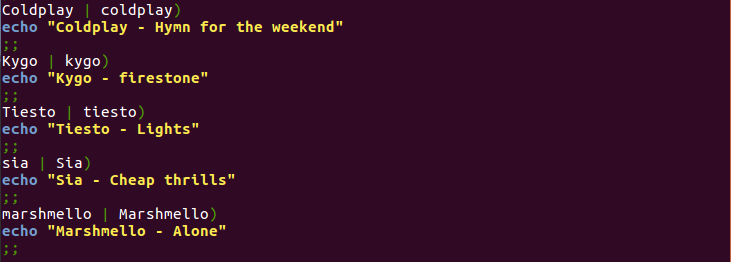 Coldplay | coldplay)
echo "Coldplay - Hymn for the weekend"
;;
Kygo | kygo)
echo "Kygo - firestone"
;;
Tiesto | tiesto)
echo "Tiesto - Lights"
;;
sia | Sia)
echo "Sia - Cheap thrills"
;;
marshmello | Marshmello)
echo "Marshmello - Alone"
;;